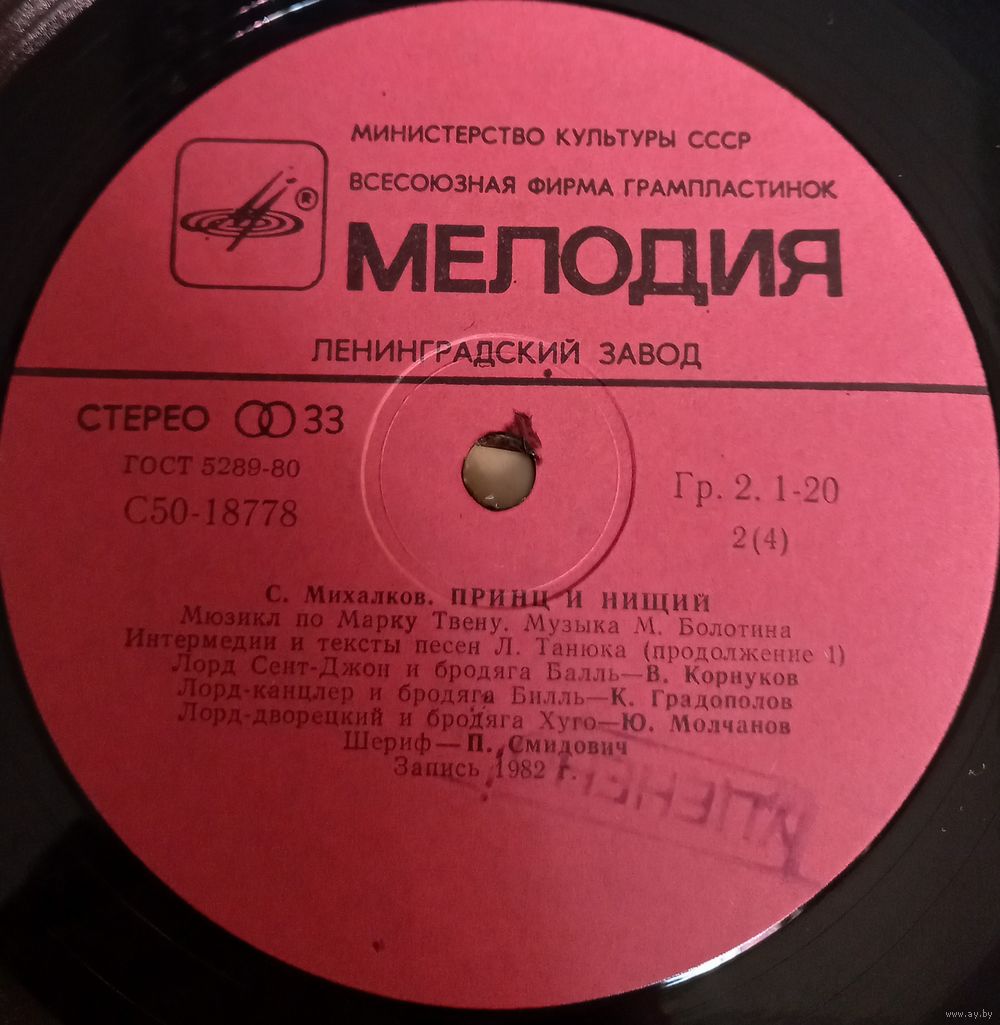 МИНИСТЕРСТВО КУЛЬТУРЫ СССР
ВСЕСОЮЗНАЯ ФИРМА ГРАМПЛАСТИНОК
®
МЕЛОДИЯ
ЛЕНИНГРАДСКИЙ ЗАВОД
СТЕРЕО 33
ГОСТ 5289-80
С50-18778
Гр. 2. 1-20
2(4)
С. Михалков. ПРИНЦ И НИЩИЙ
Мюзикл по Марку Твену. Музыка М. Болотина
Интермедии и тексты песен Л. Танюка (продолжение 1)
Лорд Сент-Джон и бродяга Балль—В. Корнуков
Лорд-канцлер и бродяга Билль—К. Градополов
Лорд-дворецкий и бродяга Хуго—Ю. Молчанов
Шериф—П. Смидович
Запись 1982 г.
www.ay.by